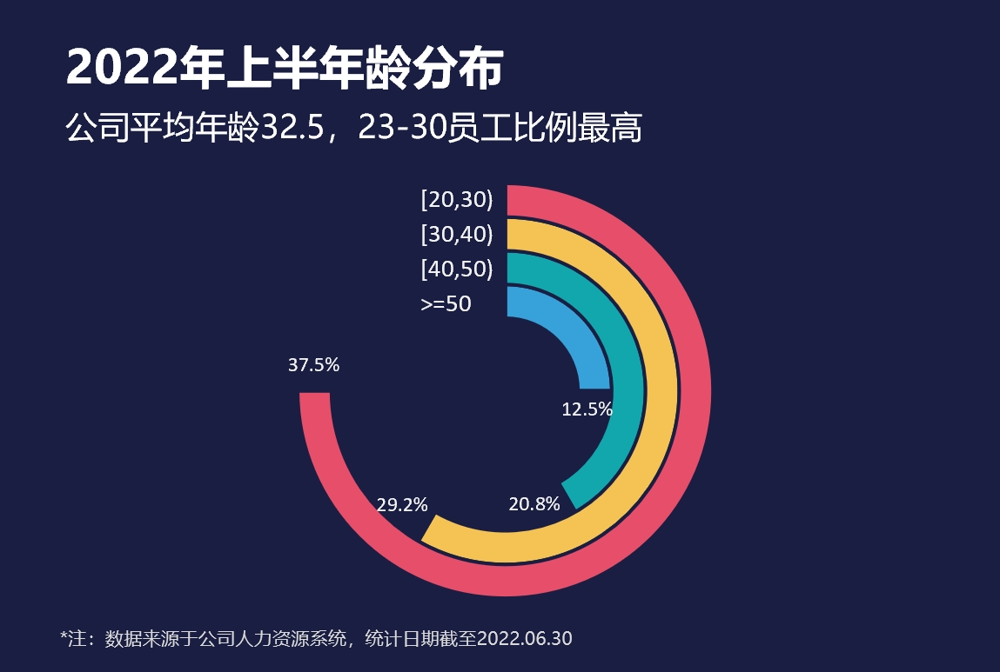 2022年上半年龄分布
公司平均年龄32.5，23-30员工比例最高
[20,30)
[30,40)
[40,50)
>=50
37.5%
12.5%
29.2%
20.8%
*注：数据来源于公司人力资源系统，统计日期截至2022.06.30